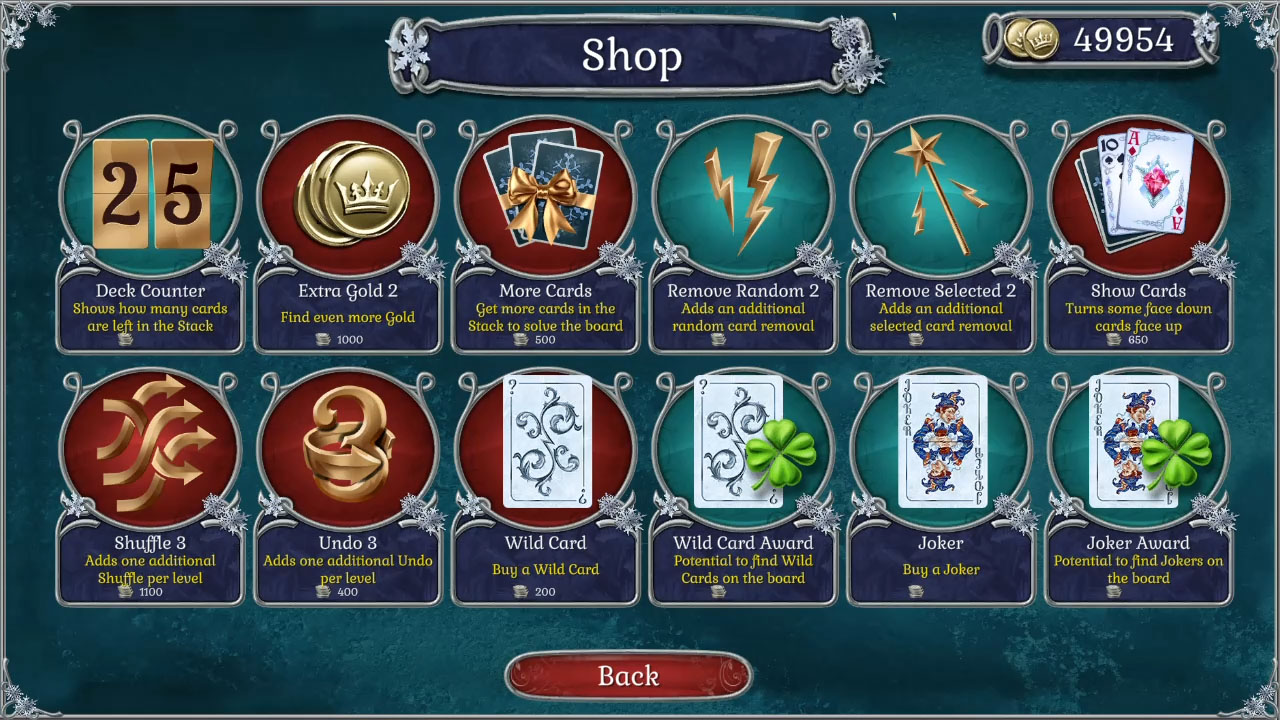 Shop
49954
25
10
A
A
Deck Counter
Shows how many cards
are left in the Stack
Extra Gold 2
Find even more Gold
1000
More Cards
Get more cards in the
Stack to solve the board
500
Remove Random 2
Adds an additional
random card removal
Remove Selected 2
Adds an additional
selected card removal
Show Cards
Turns some face down
cards face up
650
?
?
?
?
JOKER
JOKER
JOKER
J
3
Shuffle 3
Adds one additional
Shuffle per level
1100
Undo 3
Adds one additional Undo
per level
400
Wild Card
Buy a Wild Card
200
Wild Card Award
Potential to find Wild
Cards on the board
Joker
Buy a Joker
Joker Award
Potential to find Jokers on
the board
Back